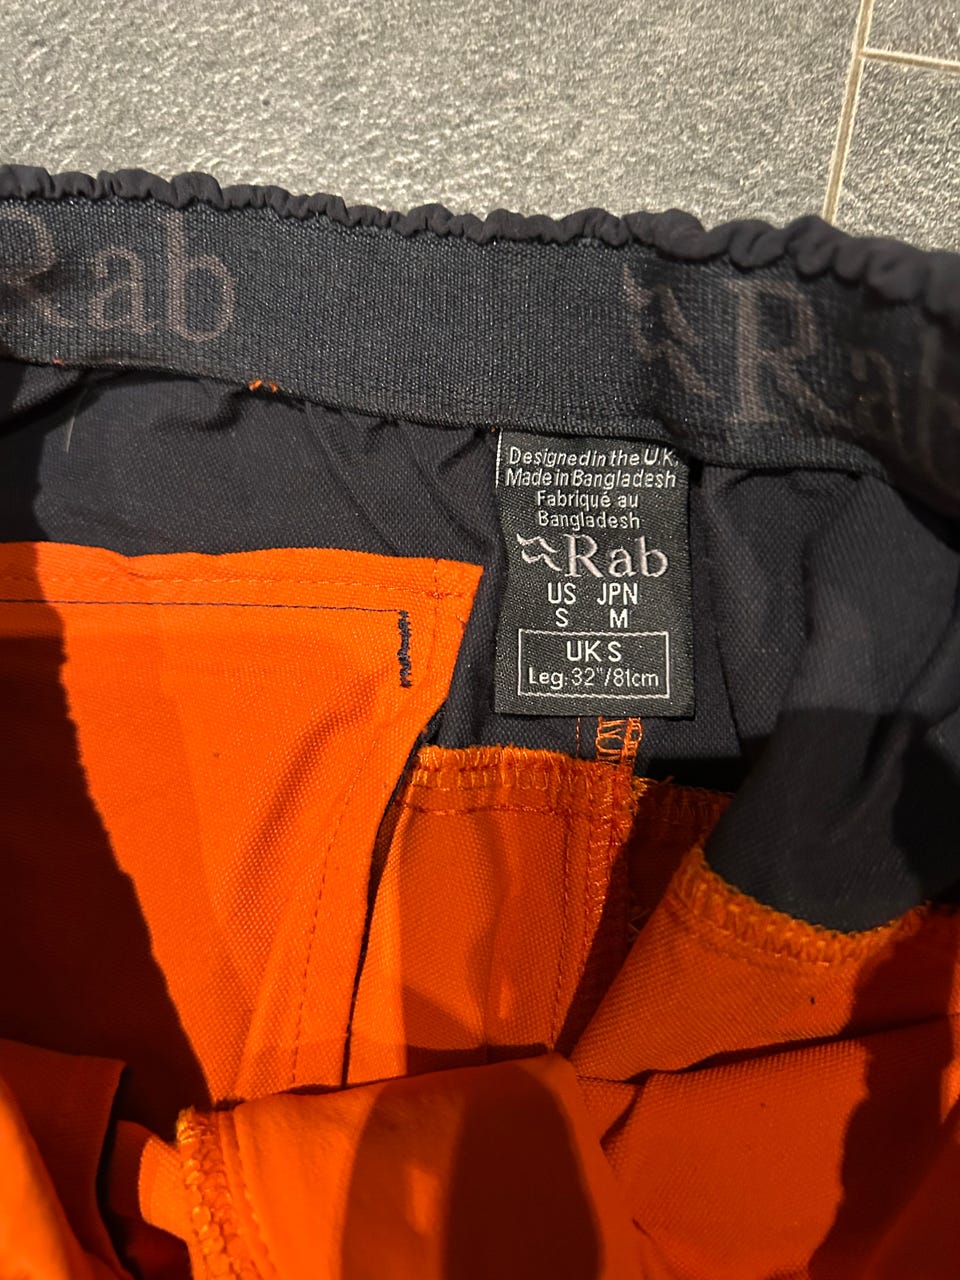 Rab
Rab
Designed in the U.K.
Made in Bangladesh
Fabriqué au
Bangladesh
Rab
US JPN
S M
UK S
Leg: 32"/81cm